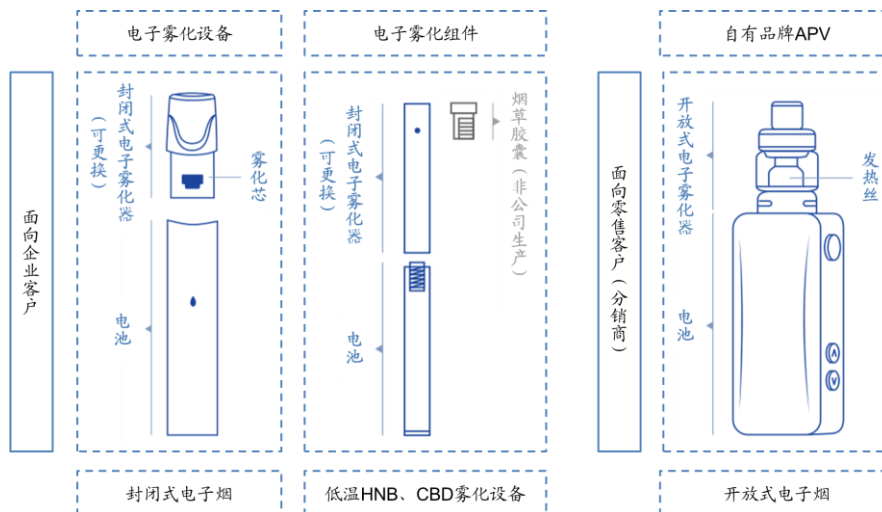 电子雾化设备
电子雾化组件
自有品牌APV
面向企业客户
封闭式电子雾化器
（可更换）
雾化芯
电池
封闭式电子雾化器
（可更换）
烟草胶囊（非公司生产）
电池
面向零售客户（分销商）
开放式电子雾化器
发热丝
电池
封闭式电子烟
低温HNB、CBD雾化设备
开放式电子烟